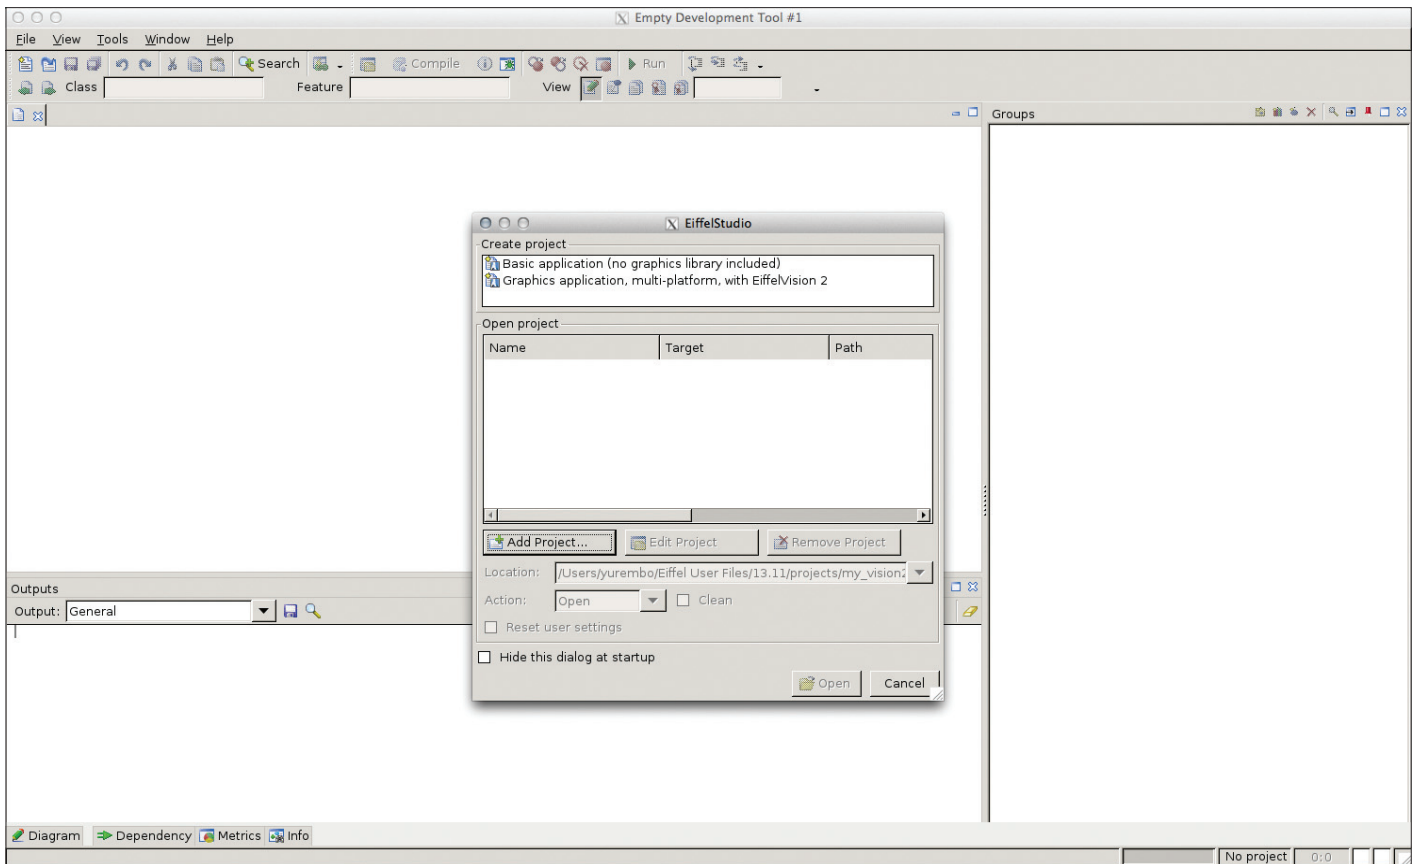 Empty Development Tool #1
File View Tools Window Help
Search Compile Run
Class Feature View
Groups
EiffelStudio
Create project
Basic application (no graphics library included)
Graphics application, multi-platform, with EiffelVision 2
Open project
Name Target Path
Add Project... Edit Project Remove Project
Location: /Users/yurembo/Eiffel User Files/13.11/projects/my_vision2
Action: Open Clean
Reset user settings
Hide this dialog at startup
Open Cancel
Outputs
Output: General
Diagram Dependency Metrics Info
No project 0:0